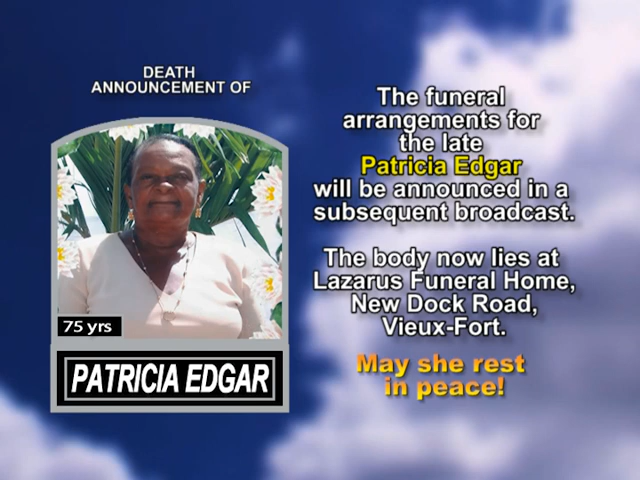 DEATH
ANNOUNCEMENT OF
75 yrs
PATRICIA EDGAR
The funeral
arrangements for
the late
Patricia Edgar
will be announced in a
subsequent broadcast.
The body now lies at
Lazarus Funeral Home,
New Dock Road,
Vieux-Fort.
May she rest
in peace!